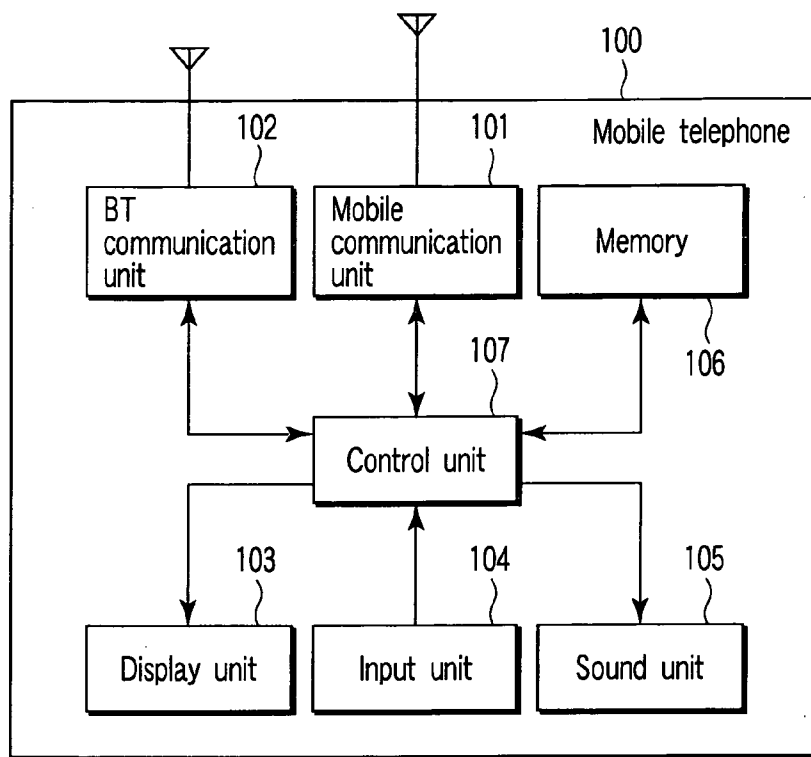 100
Mobile telephone
102
BT
communication
unit
101
Mobile
communication
unit
Memory
106
107
Control unit
103
Display unit
104
Input unit
105
Sound unit